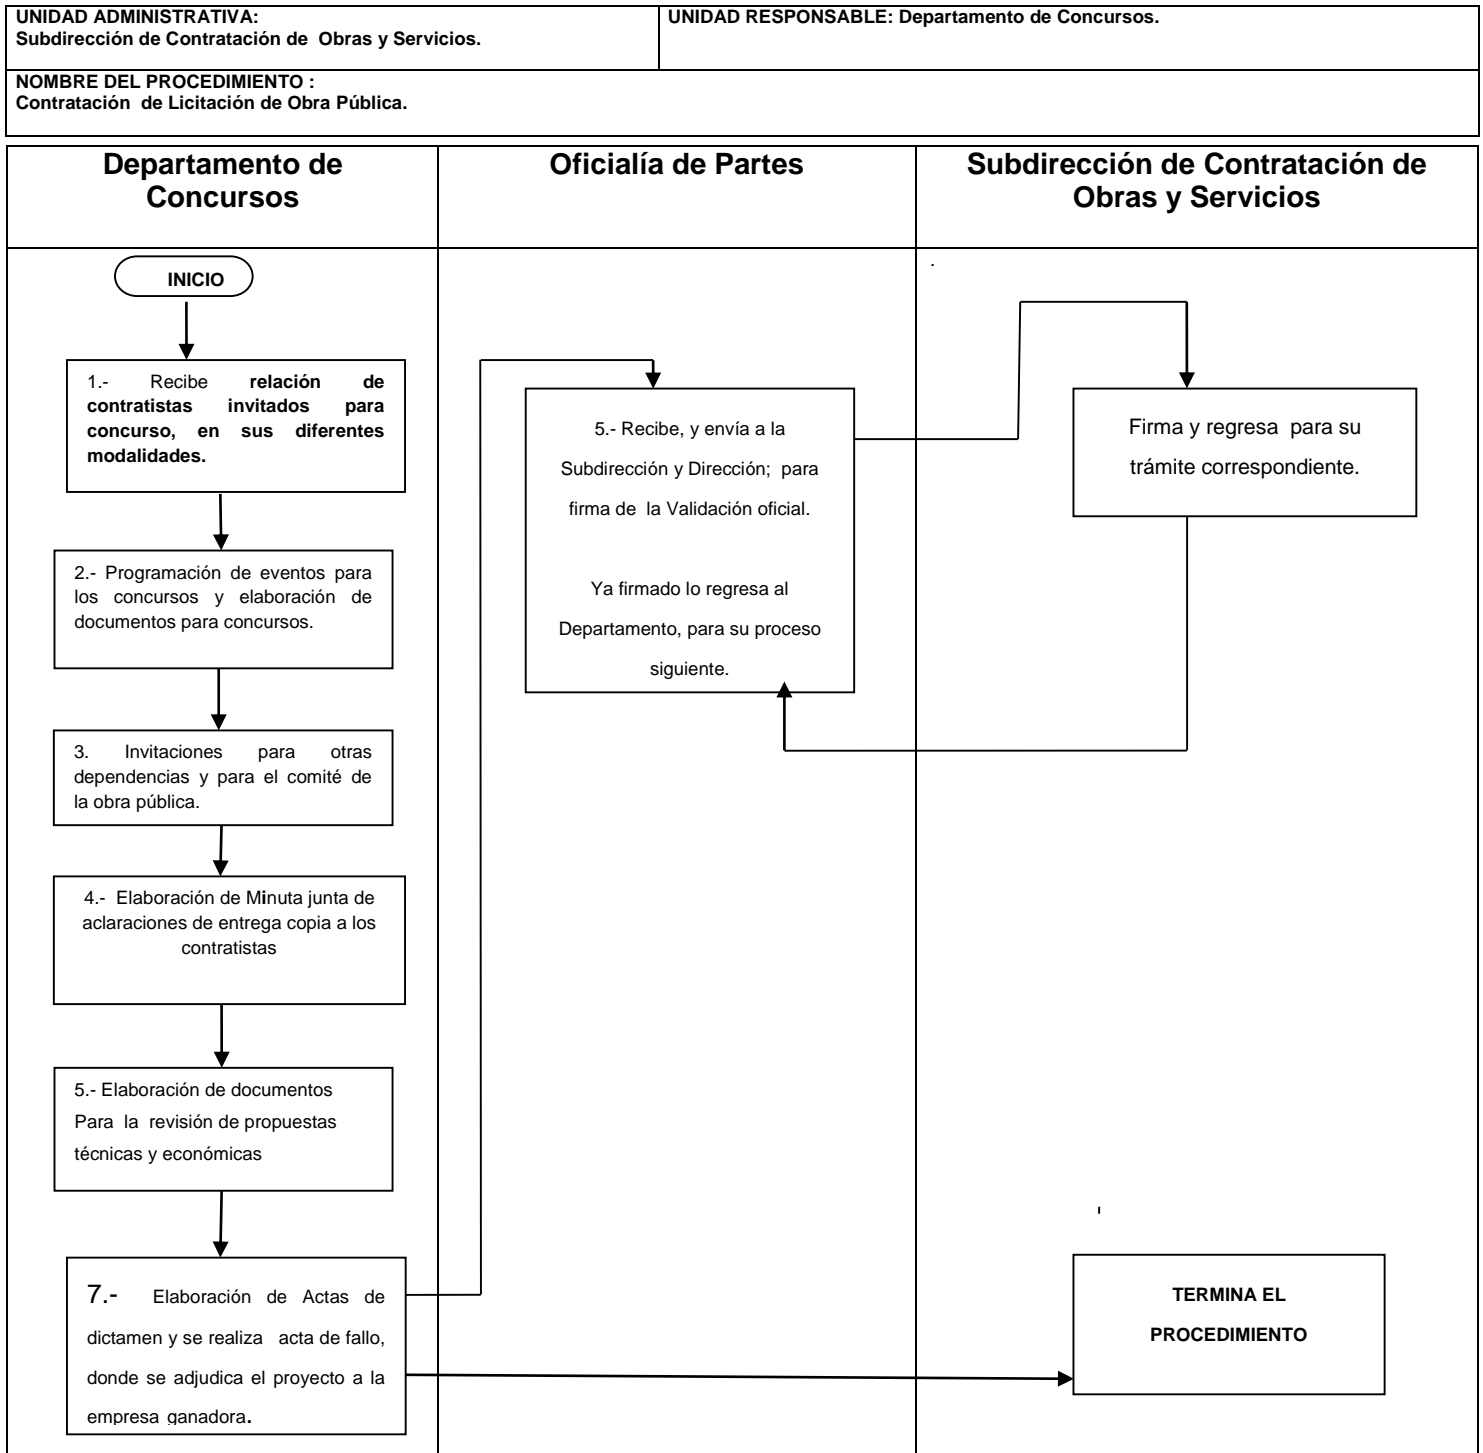 UNIDAD ADMINISTRATIVA:
Subdirección de Contratación de Obras y Servicios.
UNIDAD RESPONSABLE: Departamento de Concursos.
NOMBRE DEL PROCEDIMIENTO :
Contratación de Licitación de Obra Pública.
Departamento de
Concursos
Oficialía de Partes
Subdirección de Contratación de
Obras y Servicios
INICIO
1.- Recibe relación de
contratistas invitados para
concurso, en sus diferentes
modalidades.
2.- Programación de eventos para
los concursos y elaboración de
documentos para concursos.
3. Invitaciones para otras
dependencias y para el comité de
la obra pública.
4.- Elaboración de Minuta junta de
aclaraciones de entrega copia a los
contratistas
5.- Elaboración de documentos
Para la revisión de propuestas
técnicas y económicas
7.- Elaboración de Actas de
dictamen y se realiza acta de fallo,
donde se adjudica el proyecto a la
empresa ganadora.
5.- Recibe, y envía a la
Subdirección y Dirección; para
firma de la Validación oficial.
Ya firmado lo regresa al
Departamento, para su proceso
siguiente.
Firma y regresa para su
trámite correspondiente.
TERMINA EL
PROCEDIMIENTO